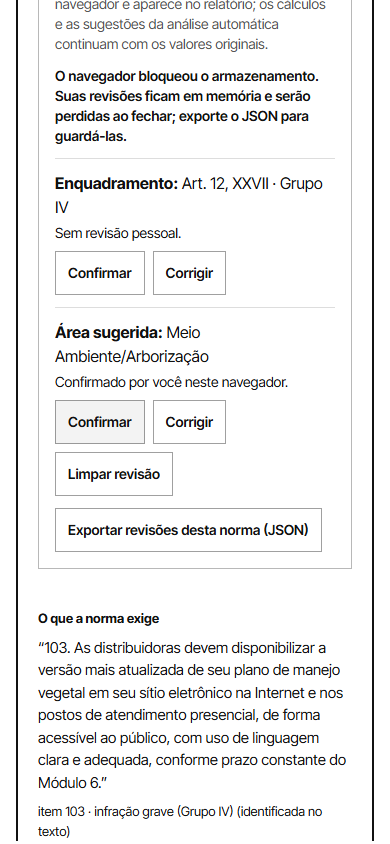 navegador e aparece no relatório; os cálculos
e as sugestões da análise automática
continuam com os valores originais.
O navegador bloqueou o armazenamento.
Suas revisões ficam em memória e serão
perdidas ao fechar; exporte o JSON para
guardá-las.
Enquadramento: Art. 12, XXVII · Grupo
IV
Sem revisão pessoal.
Confirmar Corrigir
Área sugerida: Meio
Ambiente/Arborização
Confirmado por você neste navegador.
Confirmar Corrigir
Limpar revisão
Exportar revisões desta norma (JSON)
O que a norma exige
“103. As distribuidoras devem disponibilizar a
versão mais atualizada de seu plano de manejo
vegetal em seu sítio eletrônico na Internet e nos
postos de atendimento presencial, de forma
acessível ao público, com uso de linguagem
clara e adequada, conforme prazo constante do
Módulo 6.”
item 103 · infração grave (Grupo IV) (identificada no
texto)